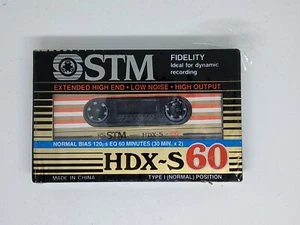 STM
FIDELITY
Ideal for dynamic
recording
EXTENDED HIGH END • LOW NOISE • HIGH OUTPUT
STM HDX-S 60
NORMAL BIAS 120µs EQ 60 MINUTES (30 MIN. x 2)
HDX-S 60
MADE IN CHINA
TYPE I (NORMAL) POSITION